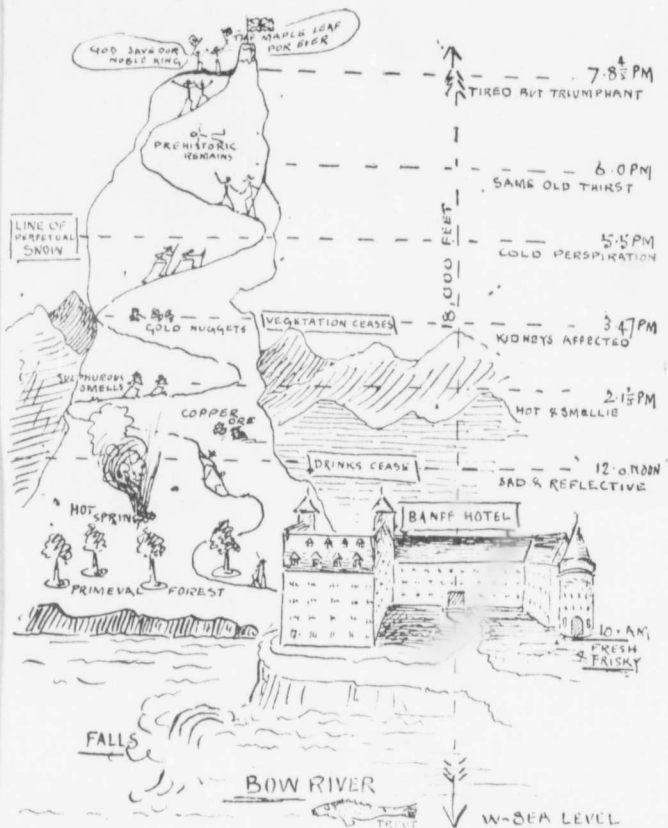 GOD SAVE OUR
NOBLE KING
THE MAPLE LEAF
FOR EVER
7·8⅘ PM
TIRED BUT TRIUMPHANT
PREHISTORIC
REMAINS
6·0 PM
SAME OLD THIRST
LINE OF
PERPETUAL
SNOW
18,000 FEET
5·5 PM
COLD PERSPIRATION
GOLD NUGGETS
VEGETATION CEASES
3·47 PM
KIDNEYS AFFECTED
SULPHUROUS
SMELLS
2·1½ PM
HOT & SMELLIE
COPPER
ORE
DRINKS CEASE
12·0 NOON
SAD & REFLECTIVE
HOT
SPRINGS
BANFF HOTEL
PRIMEVAL FOREST
10·AM
FRESH
& FRISKY
FALLS
BOW RIVER
TROUT
W-SEA LEVEL